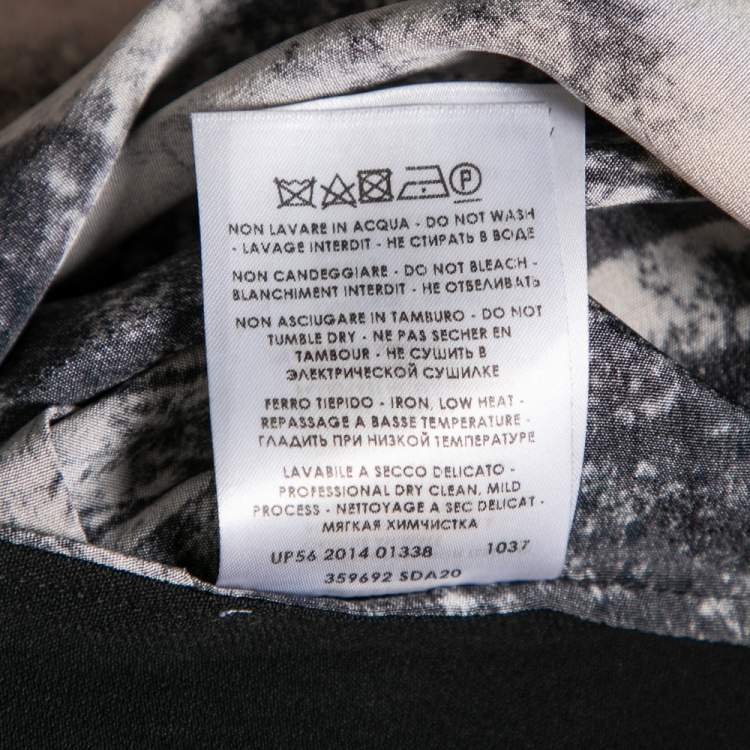 P
NON LAVARE IN ACQUA - DO NOT WASH
- LAVAGE INTERDIT - НЕ СТИРАТЬ В ВОДЕ
NON CANDEGGIARE - DO NOT BLEACH -
BLANCHIMENT INTERDIT - НЕ ОТБЕЛИВАТЬ
NON ASCIUGARE IN TAMBURO - DO NOT
TUMBLE DRY - NE PAS SECHER EN
TAMBOUR - НЕ СУШИТЬ В
ЭЛЕКТРИЧЕСКОЙ СУШИЛКЕ
FERRO TIEPIDO - IRON, LOW HEAT -
REPASSAGE A BASSE TEMPERATURE -
ГЛАДИТЬ ПРИ НИЗКОЙ ТЕМПЕРАТУРЕ
LAVABILE A SECCO DELICATO -
PROFESSIONAL DRY CLEAN, MILD
PROCESS - NETTOYAGE A SEC DELICAT -
МЯГКАЯ ХИМЧИСТКА
UP56 2014 01338 1037
359692 SDA20